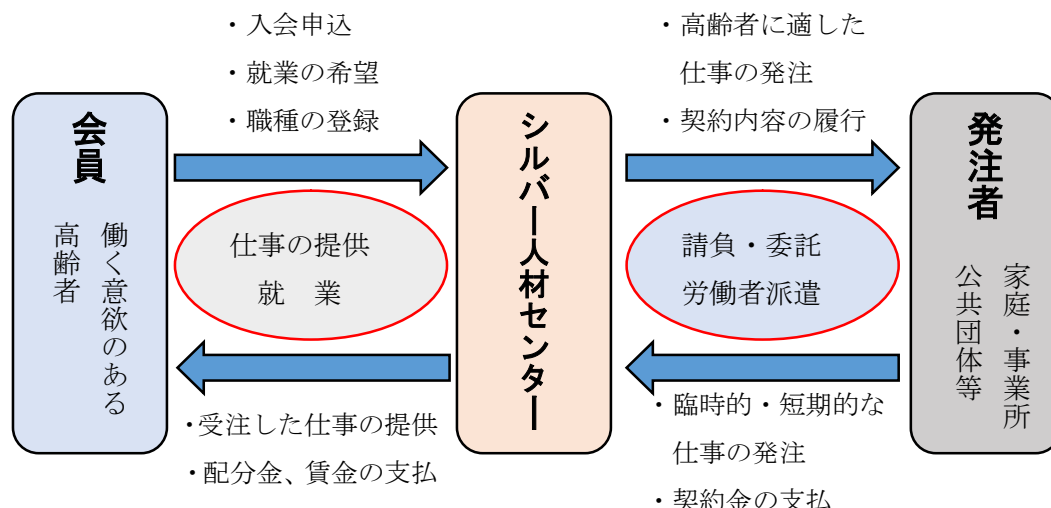 ・入会申込
・就業の希望
・職種の登録
・高齢者に適した
仕事の発注
・契約内容の履行
会員
働く意欲のある
高齢者
仕事の提供
就　業
シルバー人材センター
請負・委託
労働者派遣
発注者
家庭・事業所
公共団体等
・受注した仕事の提供
・配分金、賃金の支払
・臨時的・短期的な
仕事の発注
・契約金の支払